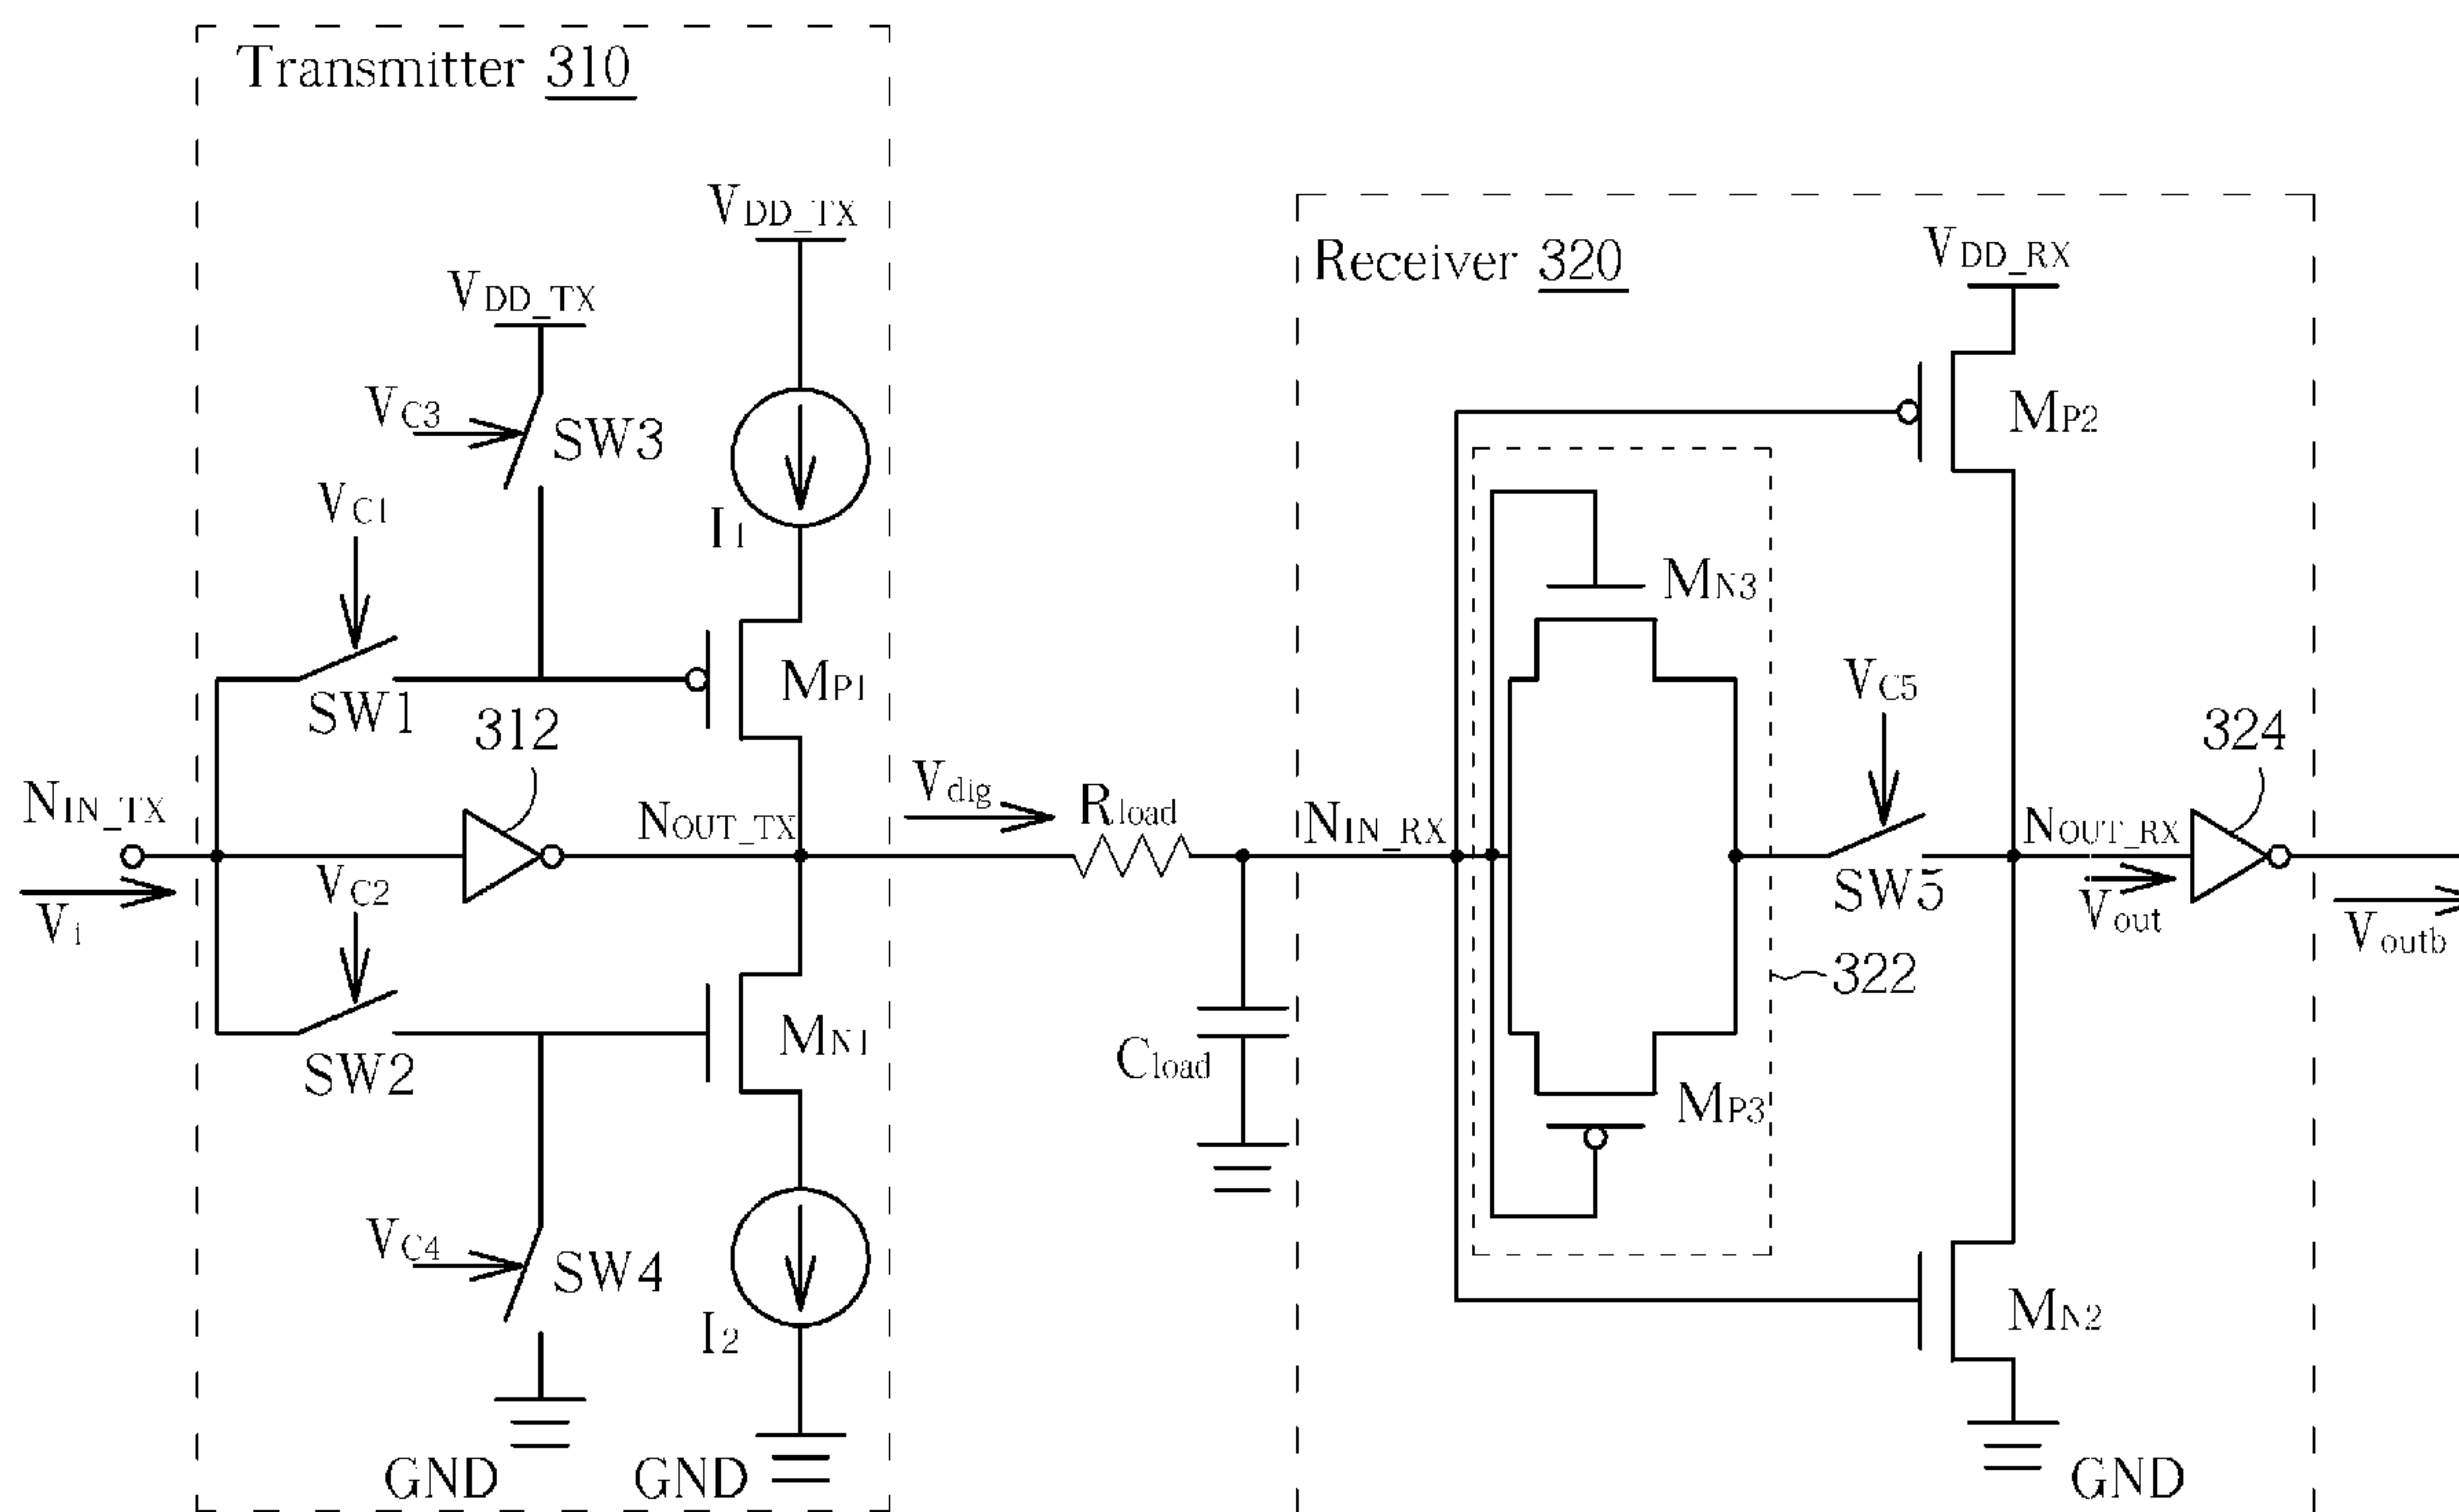 Transmitter 310
VDD_TX
VDD_TX
VC3
SW3
I1
VC1
SW1
MP1
312
NIN_TX
Vi
NOUT_TX
VC2
SW2
MN1
VC4
SW4
I2
GND
GND
Vdig
Rload
Cload
Receiver 320
VDD_RX
MP2
MN3
VC5
NIN_RX
SW5
NOUT_RX
324
Vout
Voutb
322
MP3
MN2
GND